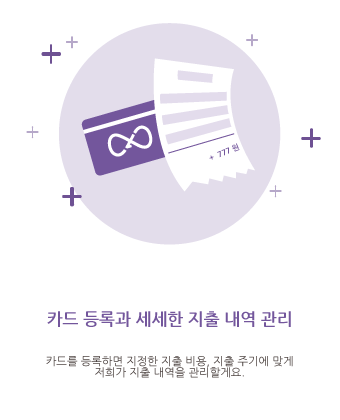 + 777 원
카드 등록과 세세한 지출 내역 관리
카드를 등록하면 지정한 지출 비용, 지출 주기에 맞게
저희가 지출 내역을 관리할게요.